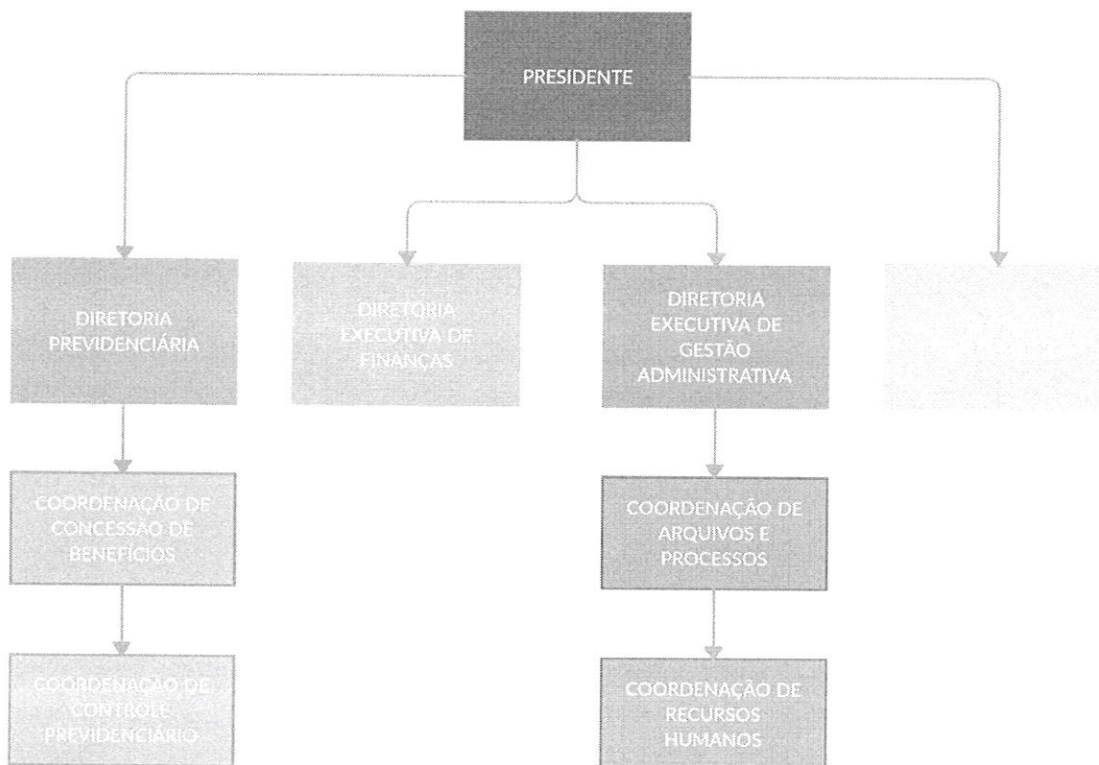 PRESIDENTE
DIRETORIA
PREVIDENCIÁRIA
DIRETORIA
EXECUTIVA DE
FINANÇAS
DIRETORIA
EXECUTIVA DE
GESTÃO
ADMINISTRATIVA
COORDENAÇÃO DE
CONCESSÃO DE
BENEFÍCIOS
COORDENAÇÃO DE
ARQUIVOS E
PROCESSOS
COORDENAÇÃO DE
CONTROLE
PREVIDENCIÁRIO
COORDENAÇÃO DE
RECURSOS
HUMANOS